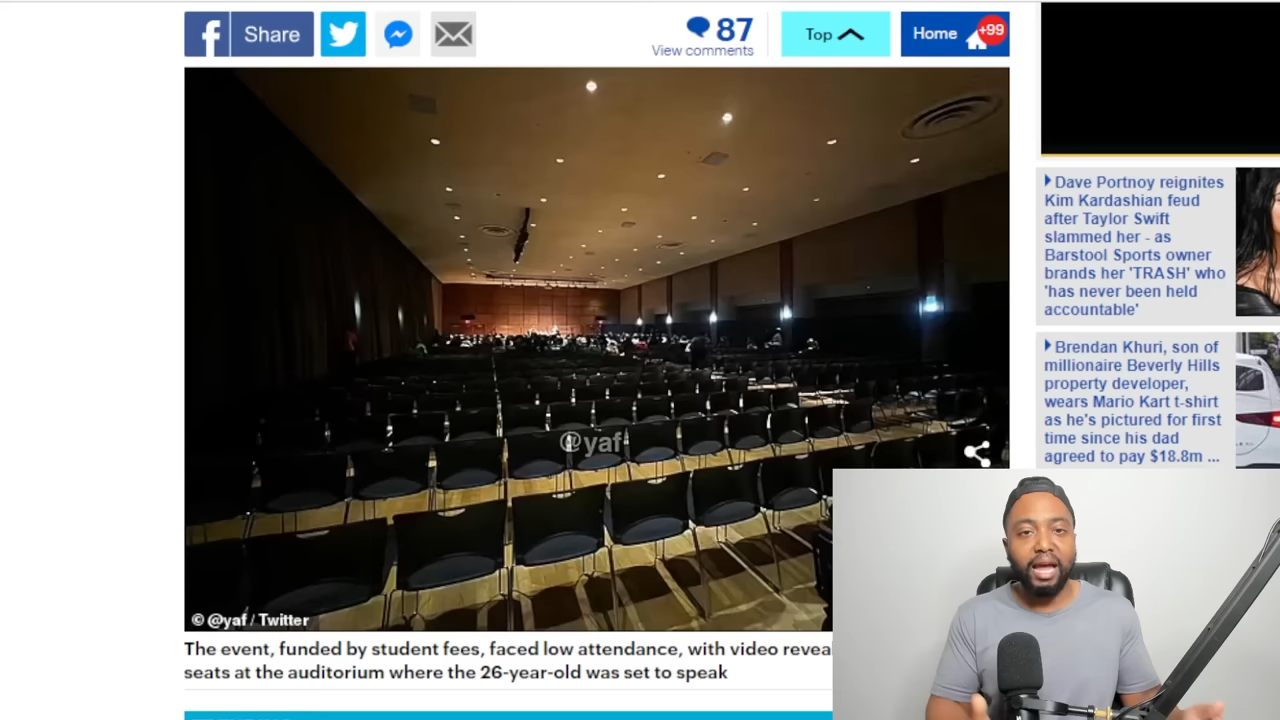 Share
87
View comments
Top
Home
+99
@yaf
© @yaf / Twitter
The event, funded by student fees, faced low attendance, with video
seats at the auditorium where the 26-year-old was set to speak
Dave Portnoy reignites
Kim Kardashian feud
after Taylor Swift
slammed her - as
Barstool Sports owner
brands her 'TRASH' who
'has never been held
accountable'
Brendan Khuri, son of
millionaire Beverly Hills
property developer,
wears Mario Kart t-shirt
as he's pictured for first
time since his dad
agreed to pay $18.8m ...